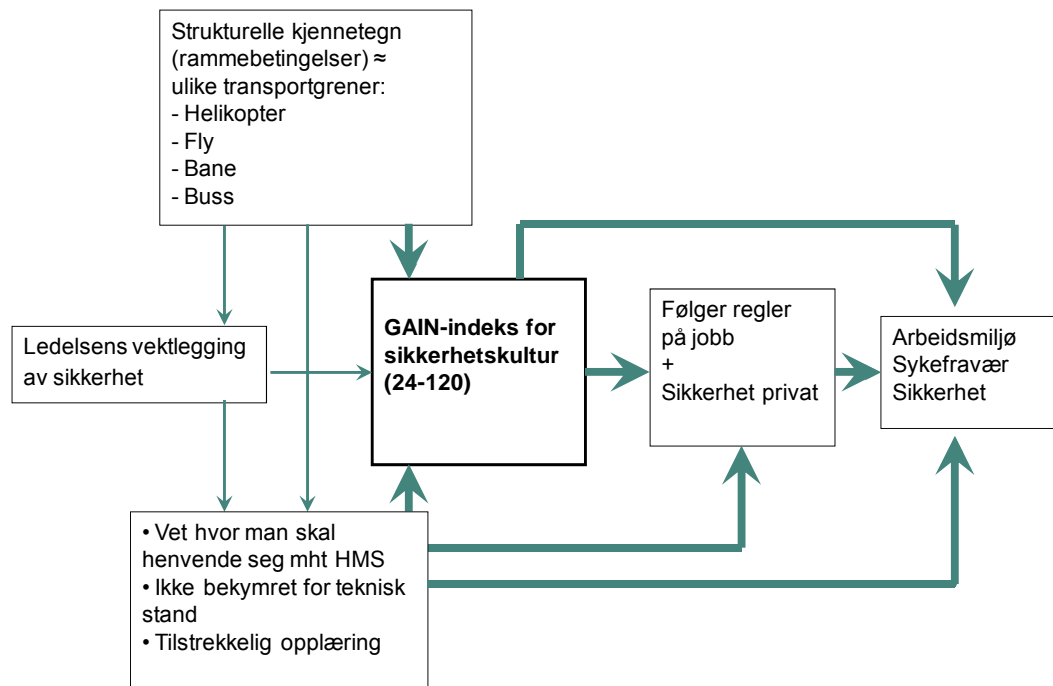 Strukturelle kjennetegn
(rammebetingelser) ≈
ulike transportgrener:
- Helikopter
- Fly
- Bane
- Buss
Ledelsens vektlegging
av sikkerhet
GAIN-indeks for
sikkerhetskultur
(24-120)
Følger regler
på jobb
+
Sikkerhet privat
Arbeidsmiljø
Sykefravær
Sikkerhet
• Vet hvor man skal
henvende seg mht HMS
• Ikke bekymret for teknisk
stand
• Tilstrekkelig opplæring